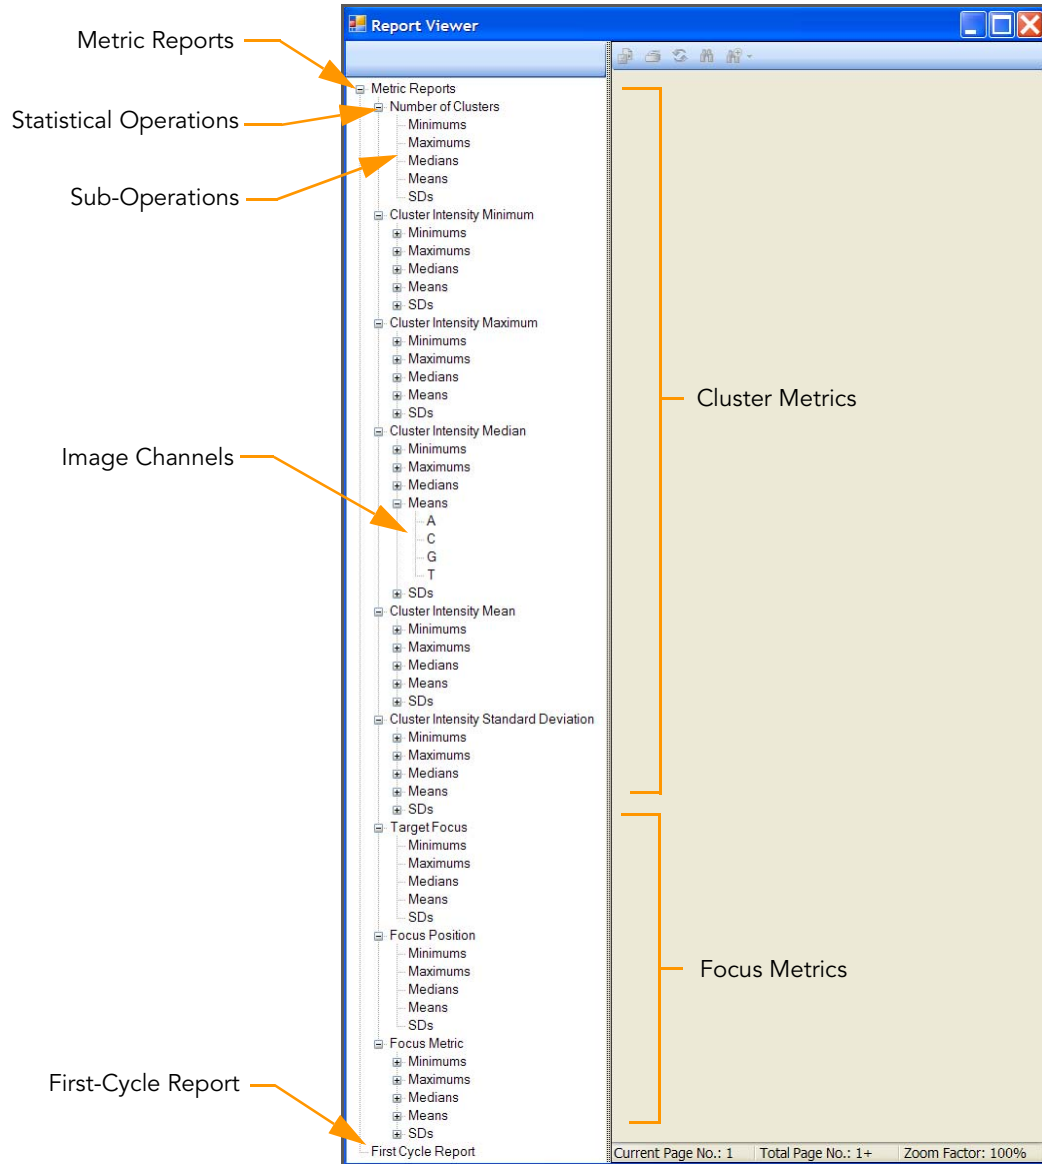 Report Viewer
Metric Reports
Statistical Operations
Sub-Operations
Image Channels
First-Cycle Report
Metric Reports
Number of Clusters
Minimums
Maximums
Medians
Means
SDs
Cluster Intensity Minimum
Minimums
Maximums
Medians
Means
SDs
Cluster Intensity Maximum
Minimums
Maximums
Medians
Means
SDs
Cluster Intensity Median
Minimums
Maximums
Medians
Means
A
C
G
T
SDs
Cluster Intensity Mean
Minimums
Maximums
Medians
Means
SDs
Cluster Intensity Standard Deviation
Minimums
Maximums
Medians
Means
SDs
Target Focus
Minimums
Maximums
Medians
Means
SDs
Focus Position
Minimums
Maximums
Medians
Means
SDs
Focus Metric
Minimums
Maximums
Medians
Means
SDs
First Cycle Report
Cluster Metrics
Focus Metrics
Current Page No.: 1 Total Page No.: 1+ Zoom Factor: 100%